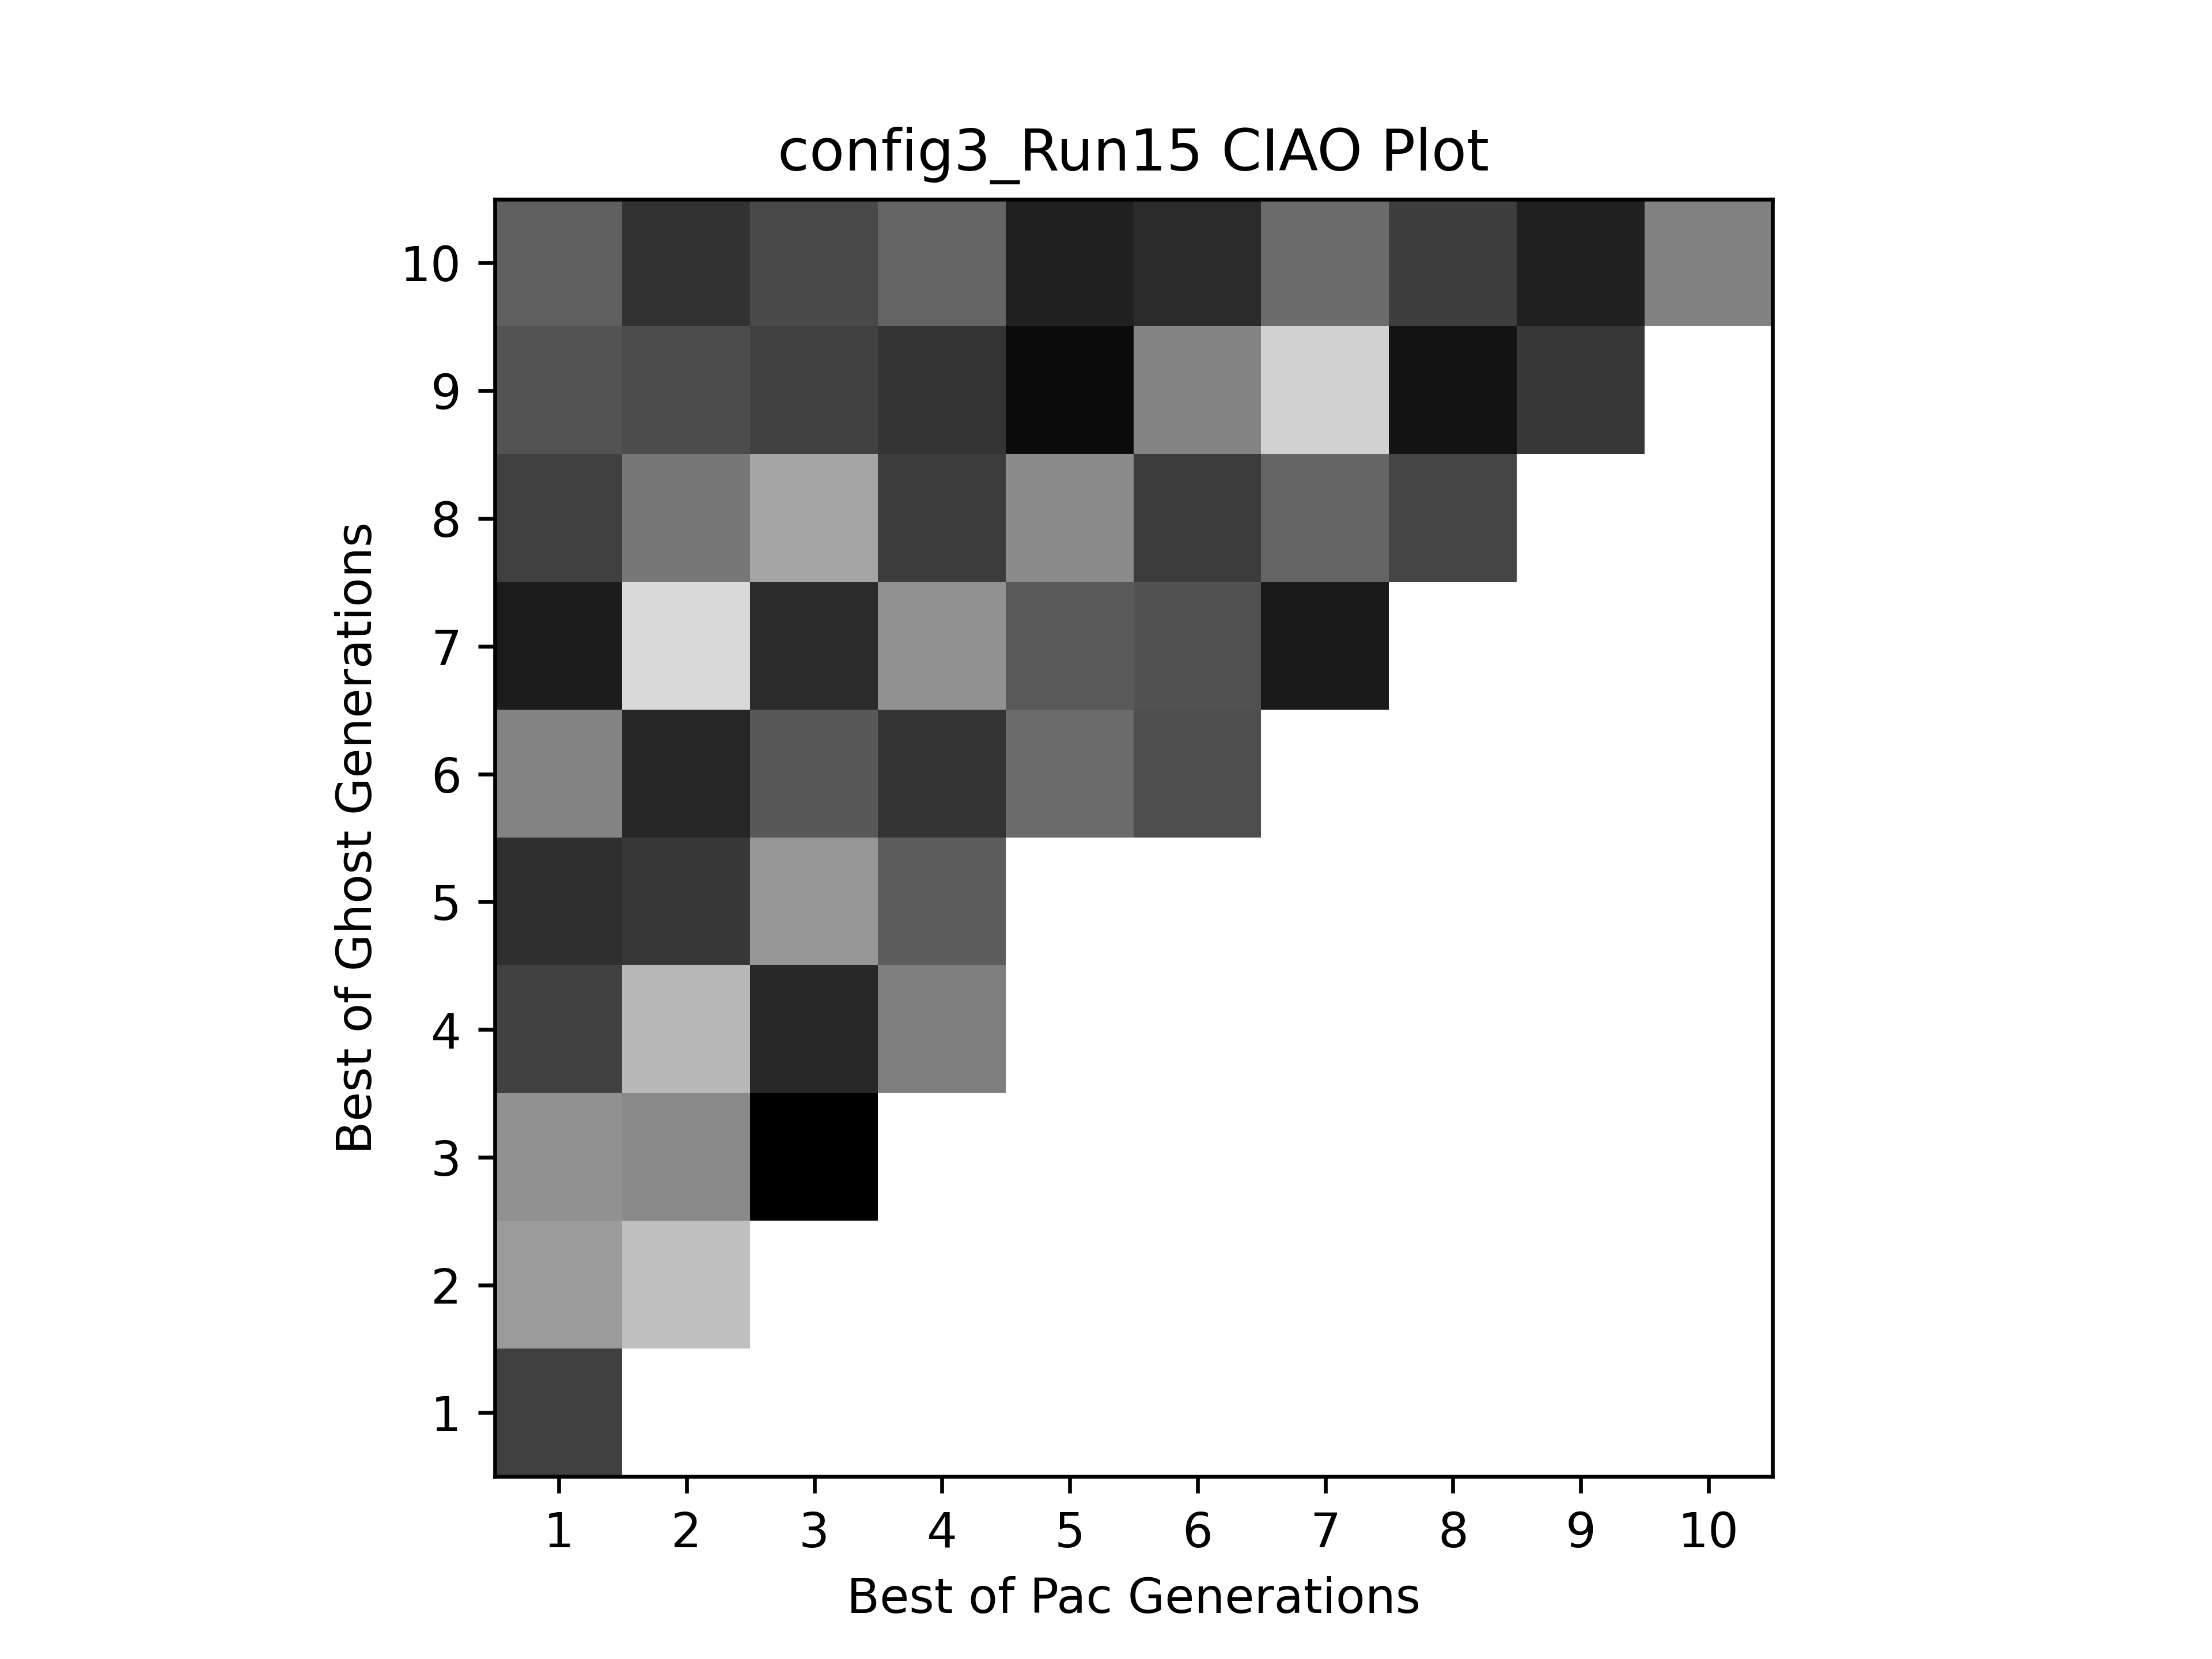 config3_Run15 CIAO Plot
10
9
8
7
6
5
4
3
2
1
Best of Ghost Generations
1 2 3 4 5 6 7 8 9 10
Best of Pac Generations